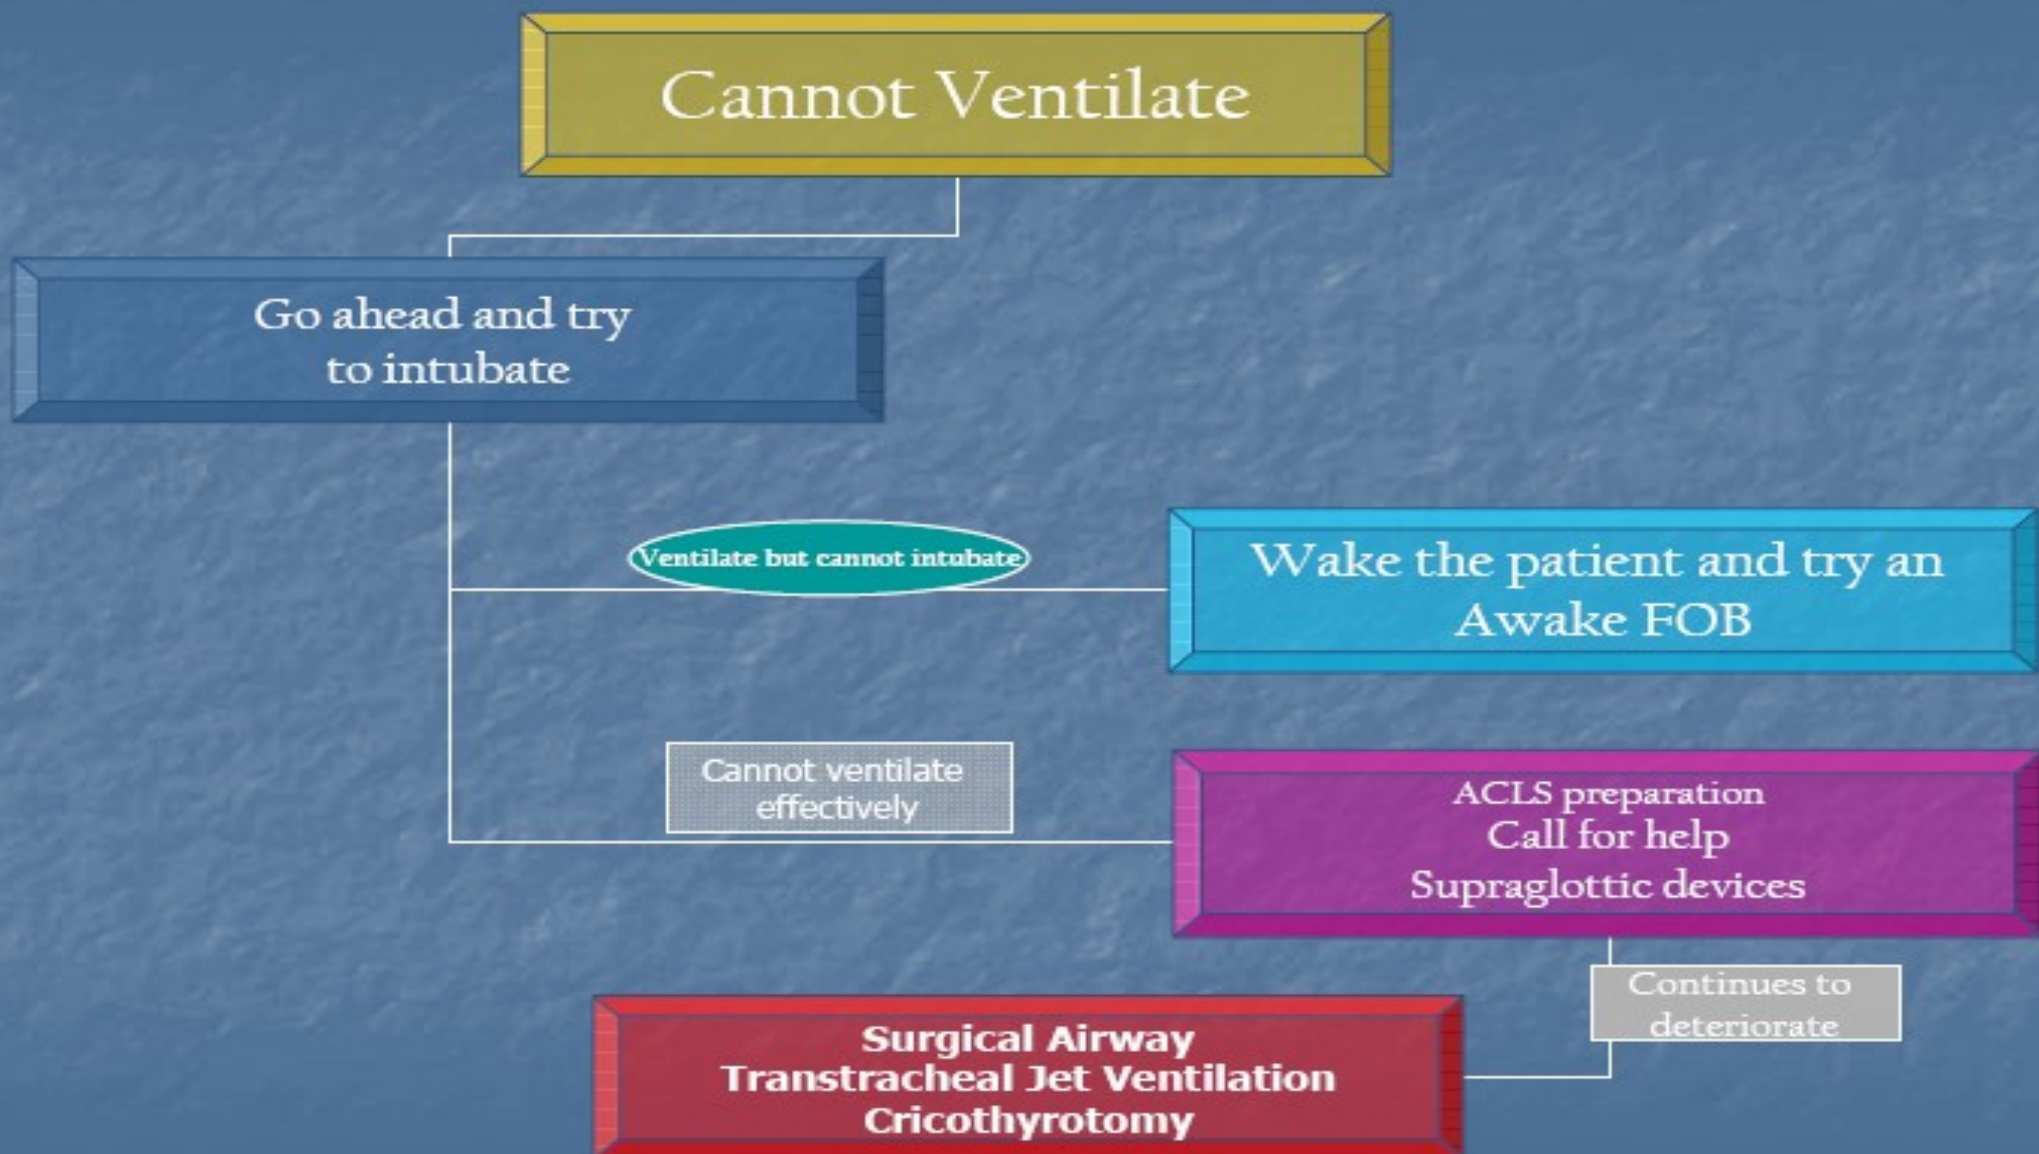 Cannot Ventilate
Go ahead and try
to intubate
Ventilate but cannot intubate
Wake the patient and try an
Awake FOB
Cannot ventilate
effectively
ACLS preparation
Call for help
Supraglottic devices
Continues to
deteriorate
Surgical Airway
Transtracheal Jet Ventilation
Cricothyrotomy